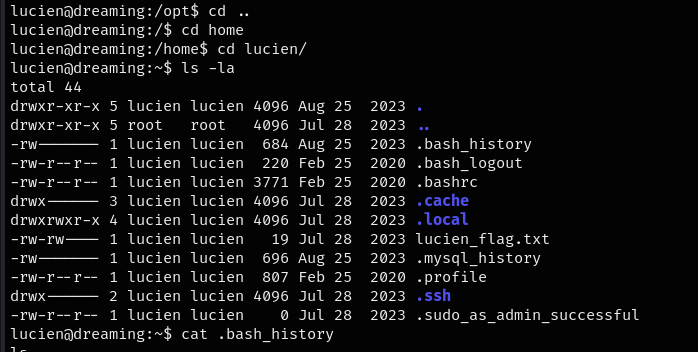 lucien@dreaming:/opt$ cd ..
lucien@dreaming:/$ cd home
lucien@dreaming:/home$ cd lucien/
lucien@dreaming:~$ ls -la
total 44
drwxr-xr-x 5 lucien lucien 4096 Aug 25  2023 .
drwxr-xr-x 5 root   root   4096 Jul 28  2023 ..
-rw------- 1 lucien lucien  684 Aug 25  2023 .bash_history
-rw-r--r-- 1 lucien lucien  220 Feb 25  2020 .bash_logout
-rw-r--r-- 1 lucien lucien 3771 Feb 25  2020 .bashrc
drwx------ 3 lucien lucien 4096 Jul 28  2023 .cache
drwxrwxr-x 4 lucien lucien 4096 Jul 28  2023 .local
-rw-rw---- 1 lucien lucien   19 Jul 28  2023 lucien_flag.txt
-rw------- 1 lucien lucien  696 Aug 25  2023 .mysql_history
-rw-r--r-- 1 lucien lucien  807 Feb 25  2020 .profile
drwx------ 2 lucien lucien 4096 Jul 28  2023 .ssh
-rw-r--r-- 1 lucien lucien    0 Jul 28  2023 .sudo_as_admin_successful
lucien@dreaming:~$ cat .bash_history
ls